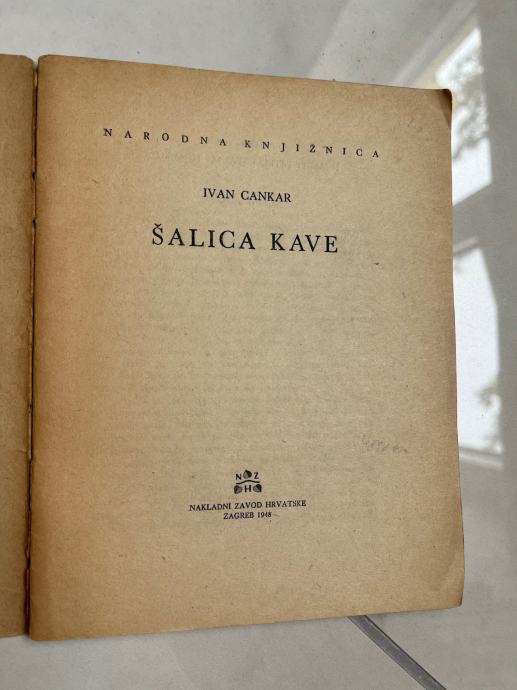 NARODNA KNJIŽNICA
IVAN CANKAR
ŠALICA KAVE
N Z
H
NAKLADNI ZAVOD HRVATSKE
ZAGREB 1948